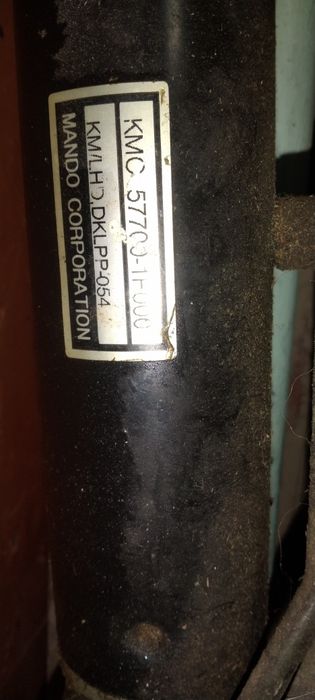 KMC 57700-1F000
KM/LHD,DKLPP-054
MANDO CORPORATION